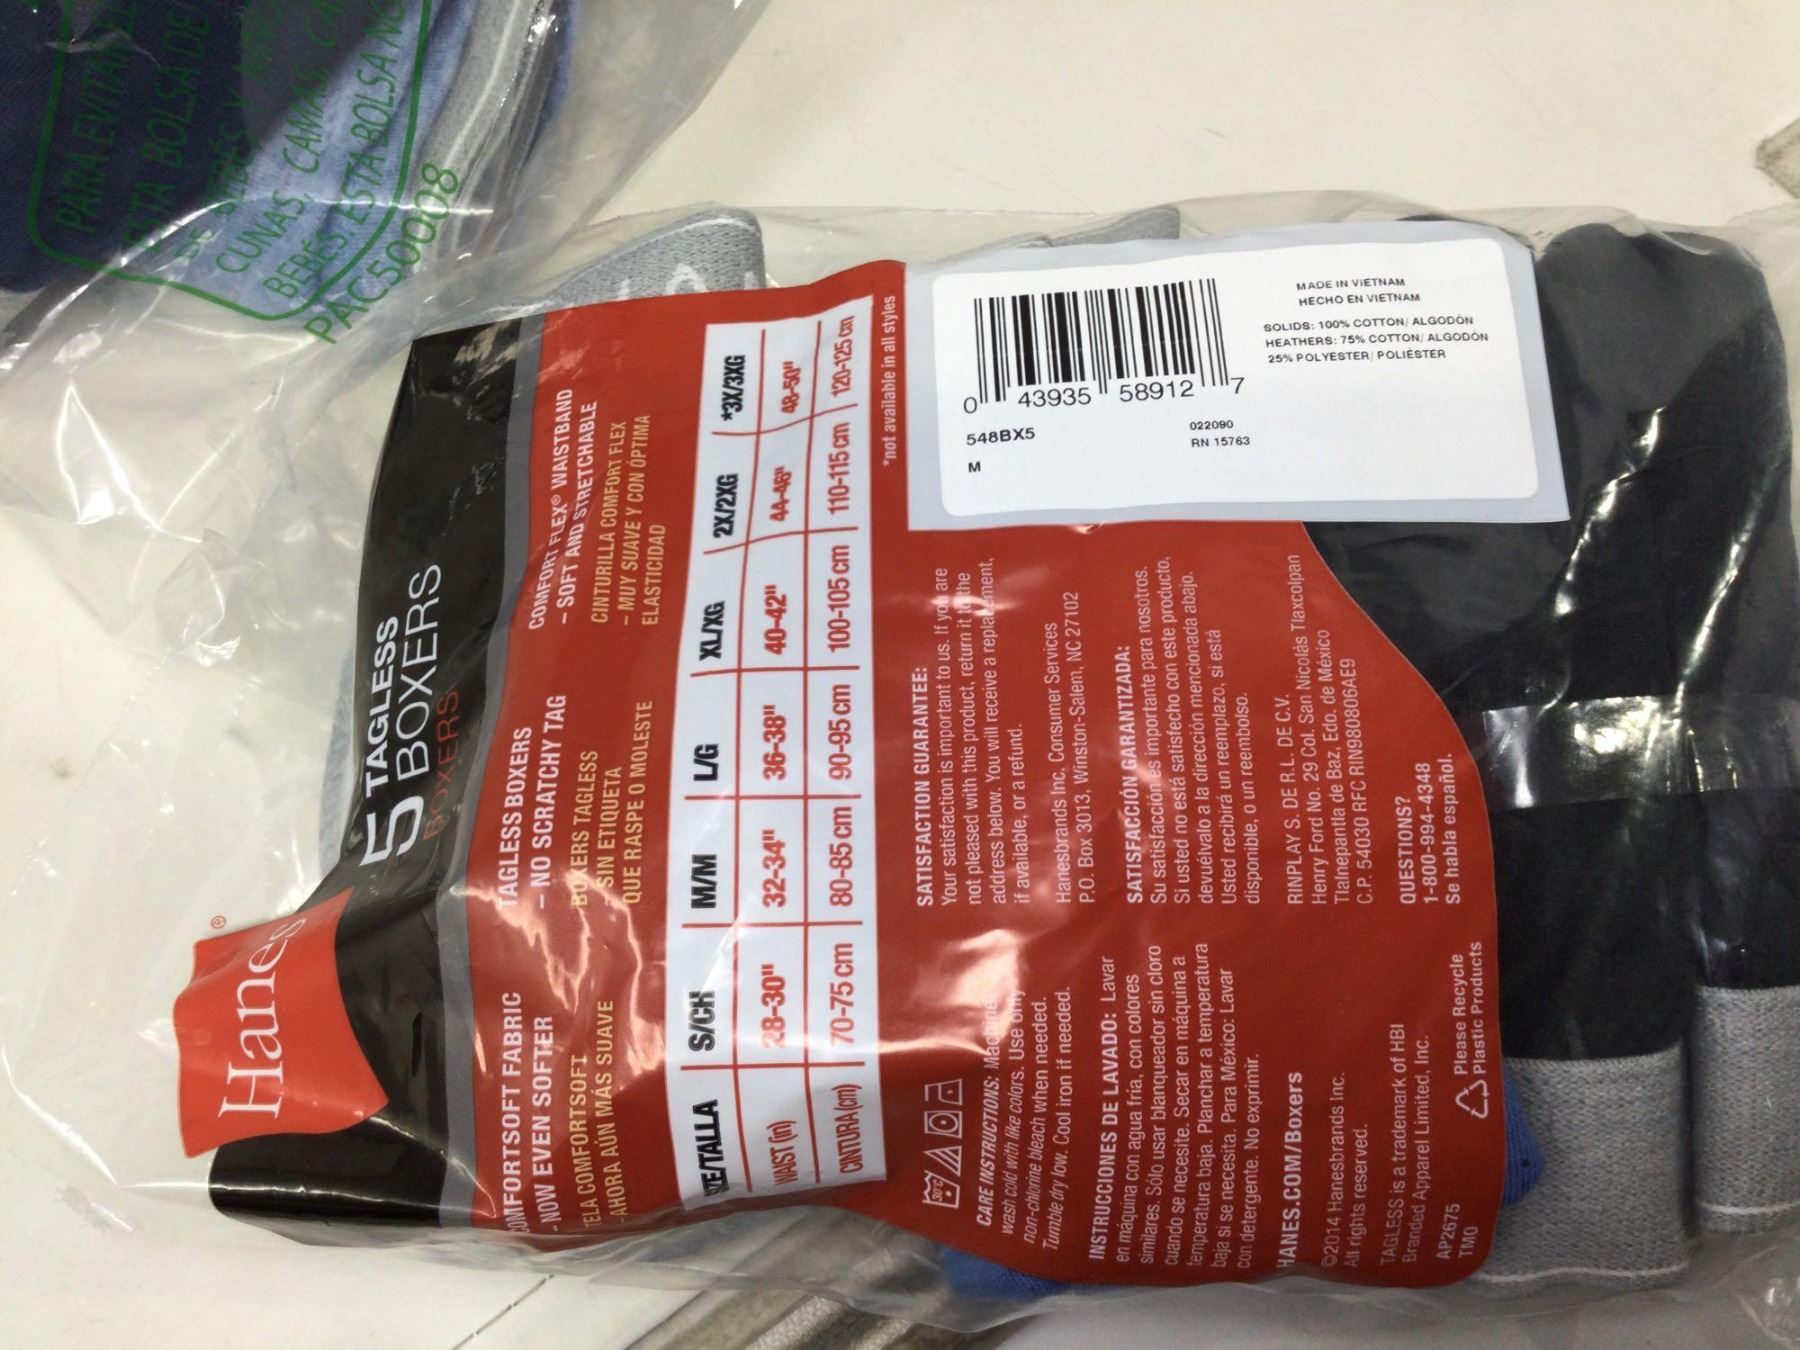 PARA EVITAR
ESTA BOLSA DE
DE BEBÉS Y
CUNAS, CAMAS, CA
BEBÉS ESTA BOLSA NO
PAC500008
Hanes®
5 TAGLESS
BOXERS
BOXERS
COMFORTSOFT FABRIC
- NOW EVEN SOFTER
TELA COMFORTSOFT
- AHORA AÚN MÁS SUAVE
TAGLESS BOXERS
- NO SCRATCHY TAG
BOXERS TAGLESS
- SIN ETIQUETA
QUE RASPE O MOLESTE
COMFORT FLEX® WAISTBAND
- SOFT AND STRETCHABLE
CINTURILLA COMFORT FLEX
- MUY SUAVE Y CON ÓPTIMA
ELASTICIDAD
SIZE/TALLA S/CH M/M L/G XL/XG 2X/2XG *3X/3XG
WAIST (in) 28-30" 32-34" 36-38" 40-42" 44-46" 48-50"
CINTURA (cm) 70-75 cm 80-85 cm 90-95 cm 100-105 cm 110-115 cm 120-125 cm
*not available in all styles
30°C
CARE INSTRUCTIONS: Machine
wash cold with like colors. Use only
non-chlorine bleach when needed.
Tumble dry low. Cool iron if needed.
INSTRUCCIONES DE LAVADO: Lavar
en máquina con agua fría, con colores
similares. Sólo usar blanqueador sin cloro
cuando se necesite. Secar en máquina a
temperatura baja. Planchar a temperatura
baja si se necesita. Para México: Lavar
con detergente. No exprimir.
HANES.COM/Boxers
©2014 Hanesbrands Inc.
All rights reserved.
TAGLESS is a trademark of HBI
Branded Apparel Limited, Inc.
AP2675
TMO
Please Recycle
Plastic Products
SATISFACTION GUARANTEE:
Your satisfaction is important to us. If you are
not pleased with this product, return it to the
address below. You will receive a replacement,
if available, or a refund.
Hanesbrands Inc. Consumer Services
P.O. Box 3013, Winston-Salem, NC 27102
SATISFACCIÓN GARANTIZADA:
Su satisfacción es importante para nosotros.
Si usted no está satisfecho con este producto,
devuélvalo a la dirección mencionada abajo.
Usted recibirá un reemplazo, si está
disponible, o un reembolso.
RINPLAY S. DE R.L. DE C.V.
Henry Ford No. 29 Col. San Nicolás Tlaxcolpan
Tlalnepantla de Baz, Edo. de México
C.P. 54030 RFC RIN980806AE9
QUESTIONS?
1-800-994-4348
Se habla español.
0 43935 58912 7
548BX5
M
022090
RN 15763
MADE IN VIETNAM
HECHO EN VIETNAM
SOLIDS: 100% COTTON/ ALGODÓN
HEATHERS: 75% COTTON/ ALGODÓN
25% POLYESTER/ POLIÉSTER